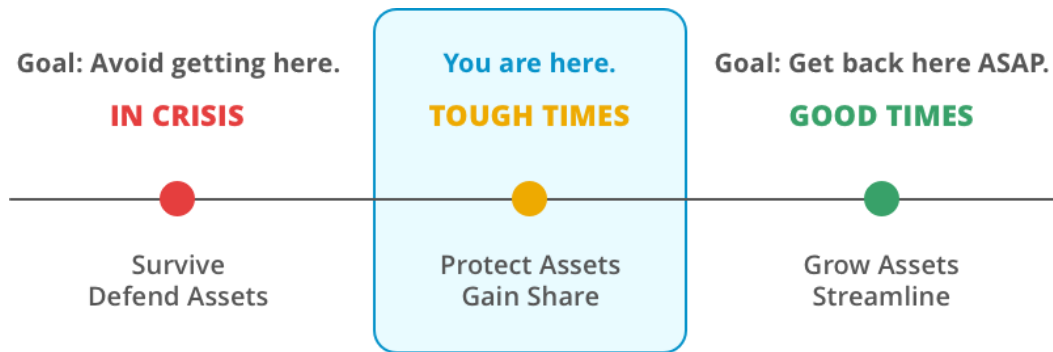 Goal: Avoid getting here.
IN CRISIS
Survive
Defend Assets
You are here.
TOUGH TIMES
Protect Assets
Gain Share
Goal: Get back here ASAP.
GOOD TIMES
Grow Assets
Streamline